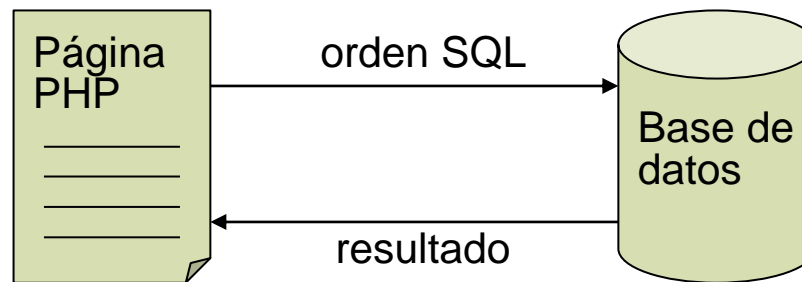 Página
PHP
orden SQL
Base de
datos
resultado